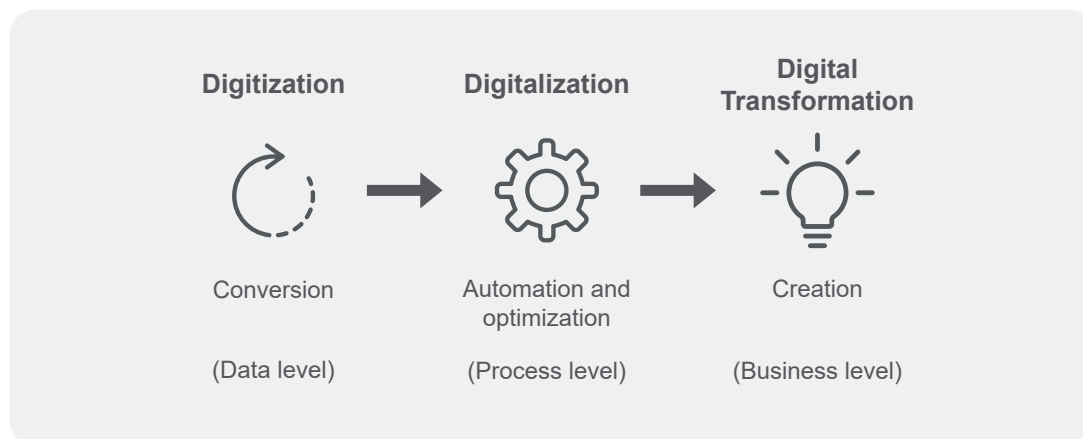 Digitization
Conversion
(Data level)
Digitalization
Automation and
optimization
(Process level)
Digital
Transformation
Creation
(Business level)